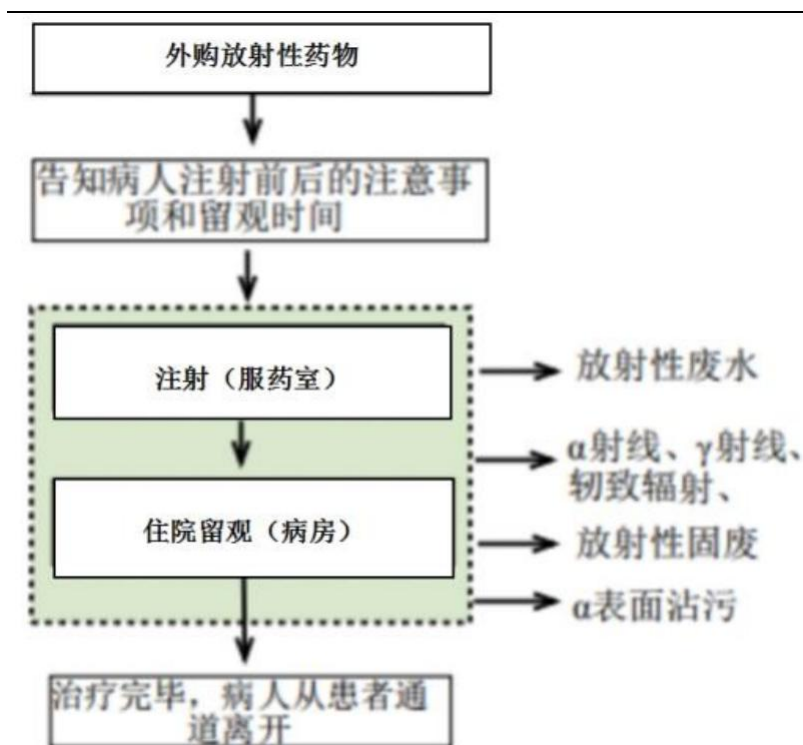 外购放射性药物
告知病人注射前后的注意事
项和留观时间
注射（服药室）
住院留观（病房）
放射性废水
α射线、γ射线、
轫致辐射、
放射性固废
α表面沾污
治疗完毕，病人从患者通
道离开